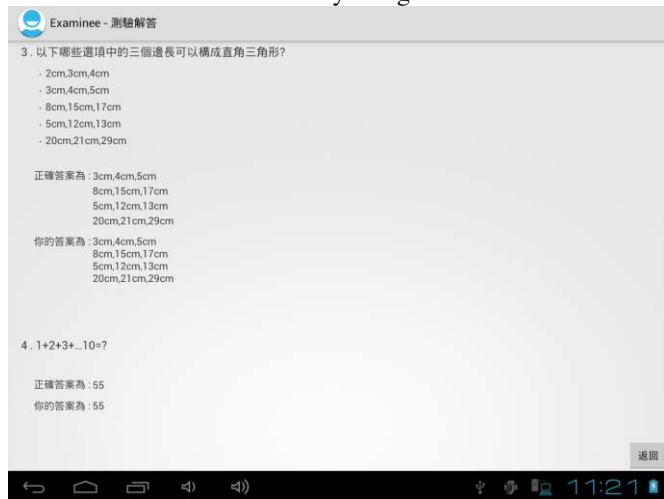 Examinee - 測驗解答
3 . 以下哪些選項中的三個邊長可以構成直角三角形?
· 2cm,3cm,4cm
· 3cm,4cm,5cm
· 8cm,15cm,17cm
· 5cm,12cm,13cm
· 20cm,21cm,29cm
正確答案為 : 3cm,4cm,5cm
8cm,15cm,17cm
5cm,12cm,13cm
20cm,21cm,29cm
你的答案為 : 3cm,4cm,5cm
8cm,15cm,17cm
5cm,12cm,13cm
20cm,21cm,29cm
4 . 1+2+3+...10=?
正確答案為 : 55
你的答案為 : 55
返回
11:21